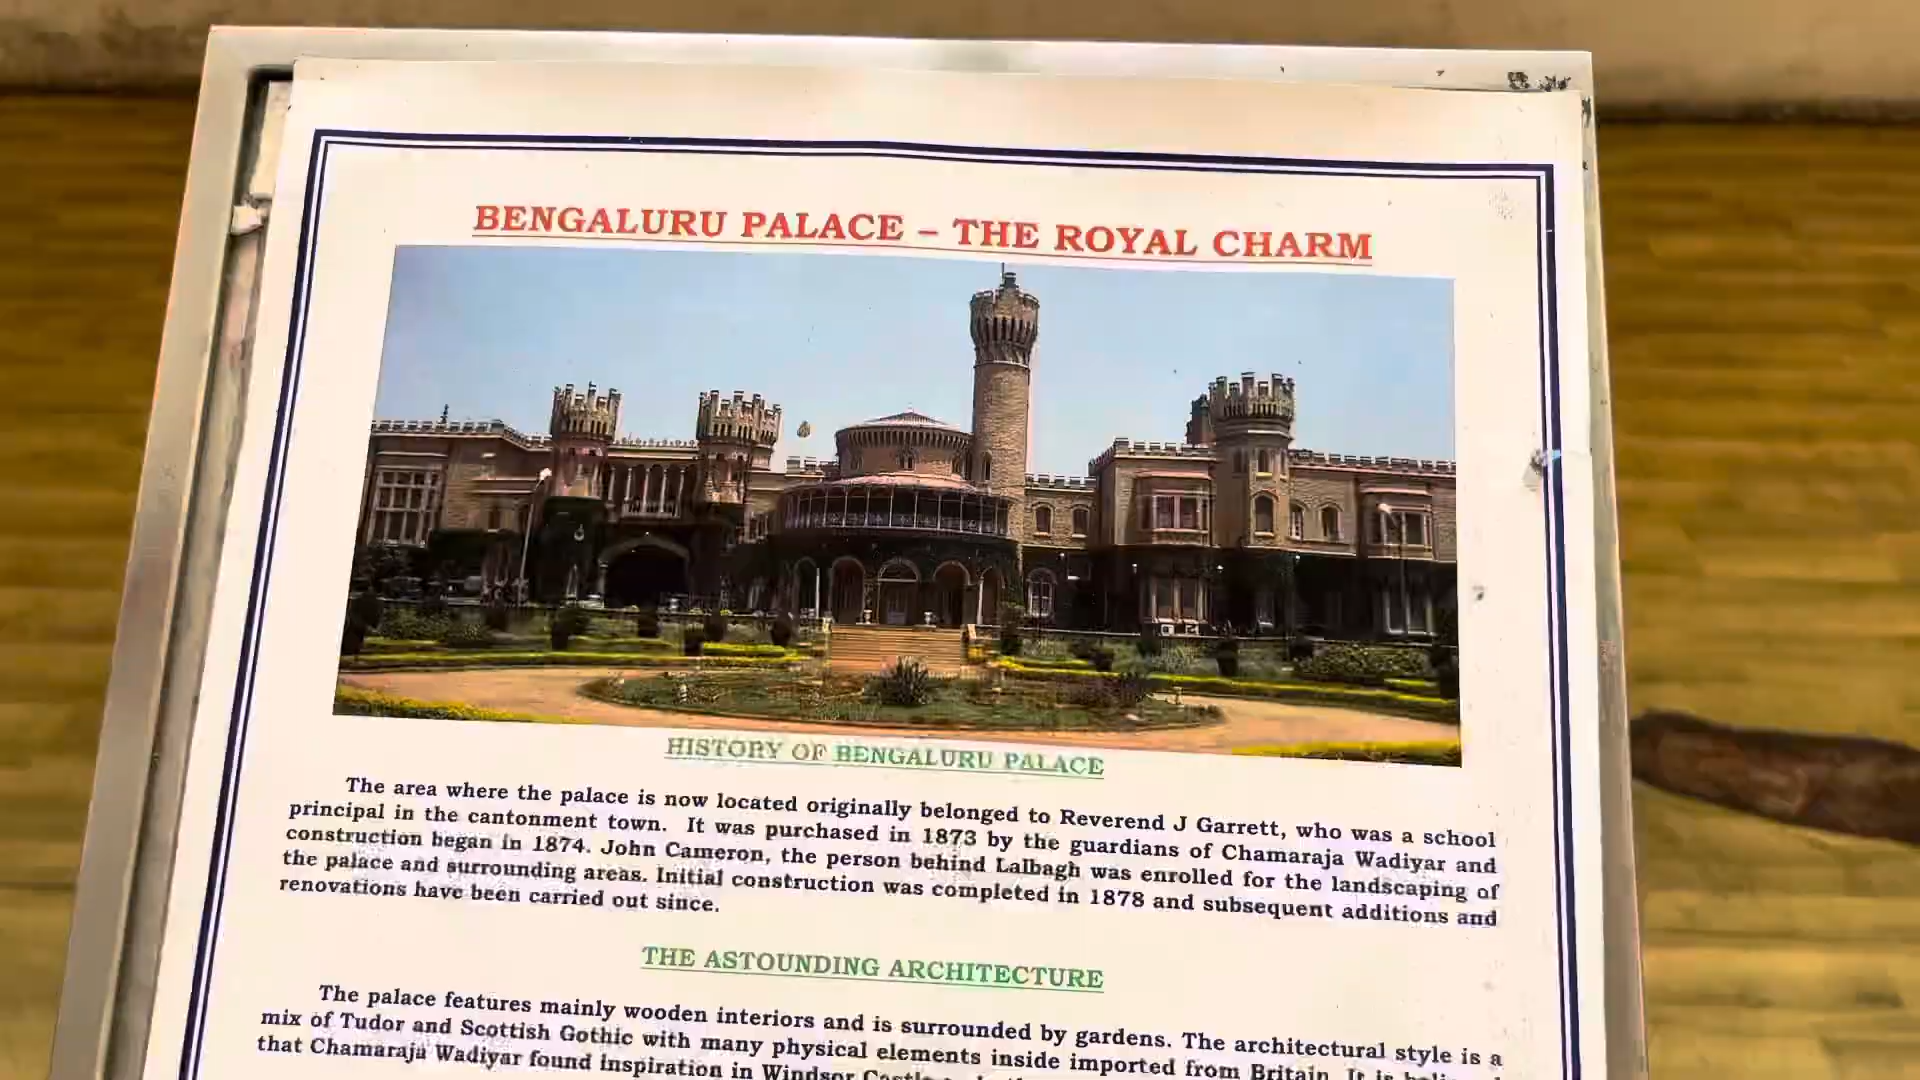 BENGALURU PALACE – THE ROYAL CHARM
HISTORY OF BENGALURU PALACE
The area where the palace is now located originally belonged to Reverend J Garrett, who was a school
principal in the cantonment town. It was purchased in 1873 by the guardians of Chamaraja Wadiyar and
construction began in 1874. John Cameron, the person behind Lalbagh was enrolled for the landscaping of
the palace and surrounding areas. Initial construction was completed in 1878 and subsequent additions and
renovations have been carried out since.
THE ASTOUNDING ARCHITECTURE
The palace features mainly wooden interiors and is surrounded by gardens. The architectural style is a
mix of Tudor and Scottish Gothic with many physical elements inside imported from Britain. It is
that Chamaraja Wadiyar found inspiration in Windsor